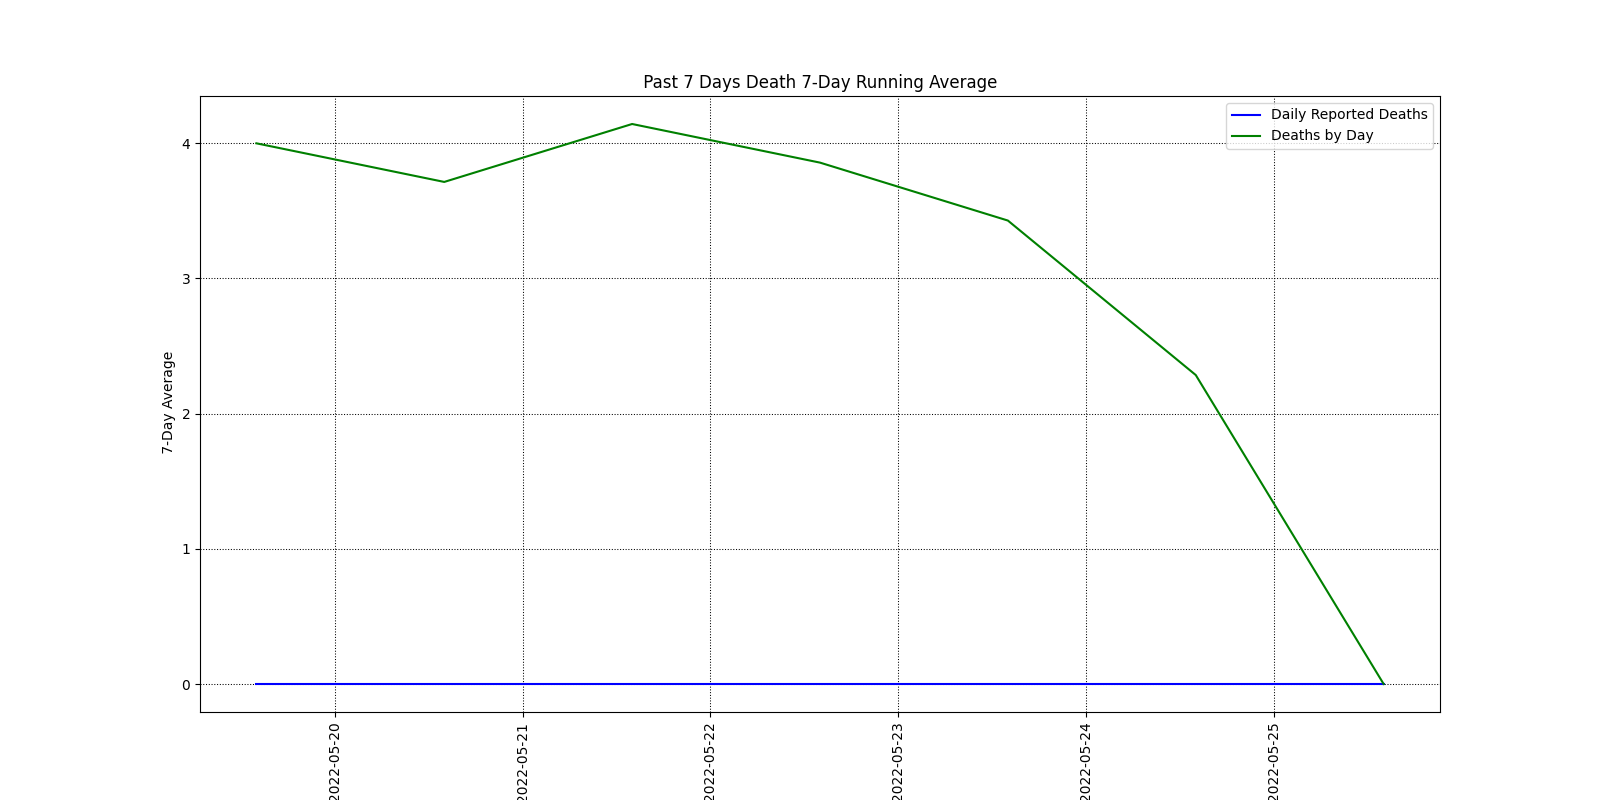 Past 7 Days Death 7-Day Running Average
Daily Reported Deaths
Deaths by Day
7-Day Average
4
3
2
1
0
2022-05-20
2022-05-21
2022-05-22
2022-05-23
2022-05-24
2022-05-25